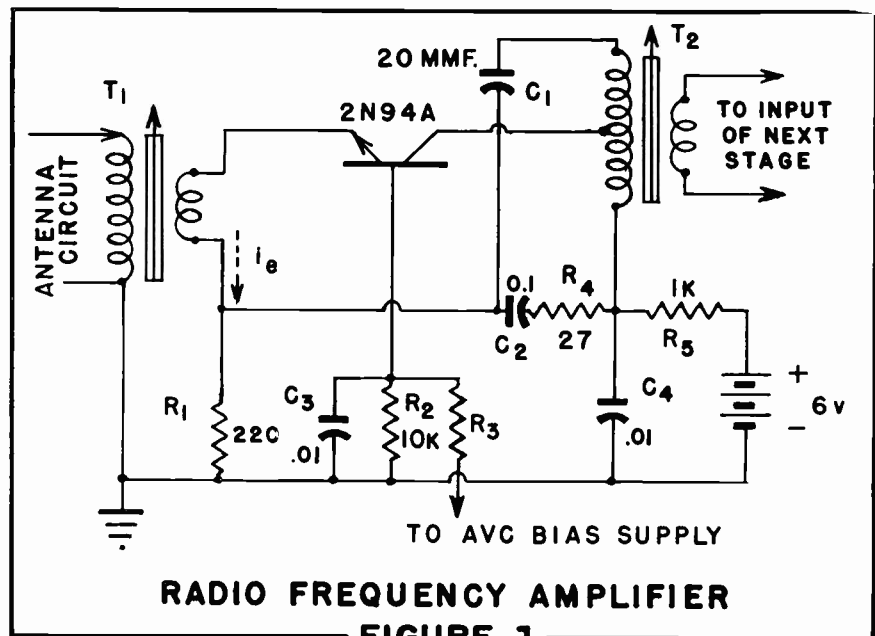 T1
ANTENNA CIRCUIT
20 MMF.
C1
T2
2N94A
TO INPUT
OF NEXT
STAGE
ie
0.1
C2
R4
27
1K
R5
+
6v
−
R1
220
C3
.01
R2
10K
R3
C4
.01
TO AVC BIAS SUPPLY
RADIO FREQUENCY AMPLIFIER